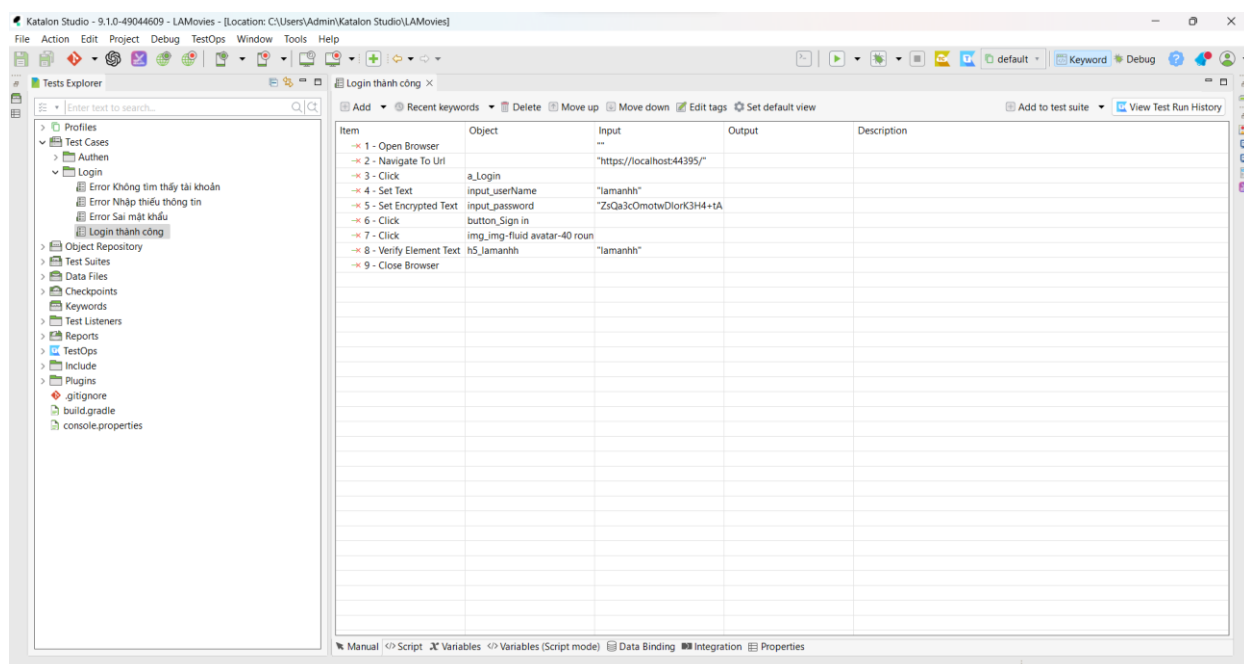 Katalon Studio - 9.1.0-49044609 - LAMovies - [Location: C:\Users\Admin\Katalon Studio\LAMovies]
File Action Edit Project Debug TestOps Window Tools Help
default Keyword Debug
Tests Explorer
Login thành công
Enter text to search...
Add Recent keywords Delete Move up Move down Edit tags Set default view Add to test suite View Test Run History
Profiles
Test Cases
Authen
Login
Error Không tìm thấy tài khoản
Error Nhập thiếu thông tin
Error Sai mật khẩu
Login thành công
Object Repository
Test Suites
Data Files
Checkpoints
Keywords
Test Listeners
Reports
TestOps
Include
Plugins
.gitignore
build.gradle
console.properties
Item Object Input Output Description
1 - Open Browser ""
2 - Navigate To Url "https://localhost:44395/"
3 - Click a_Login
4 - Set Text input_userName "lamanhh"
5 - Set Encrypted Text input_password "ZsQa3cOmotwDlorK3H4+tA
6 - Click button_Sign in
7 - Click img_img-fluid avatar-40 roun
8 - Verify Element Text h5_lamanhh "lamanhh"
9 - Close Browser
Manual Script Variables Variables (Script mode) Data Binding Integration Properties